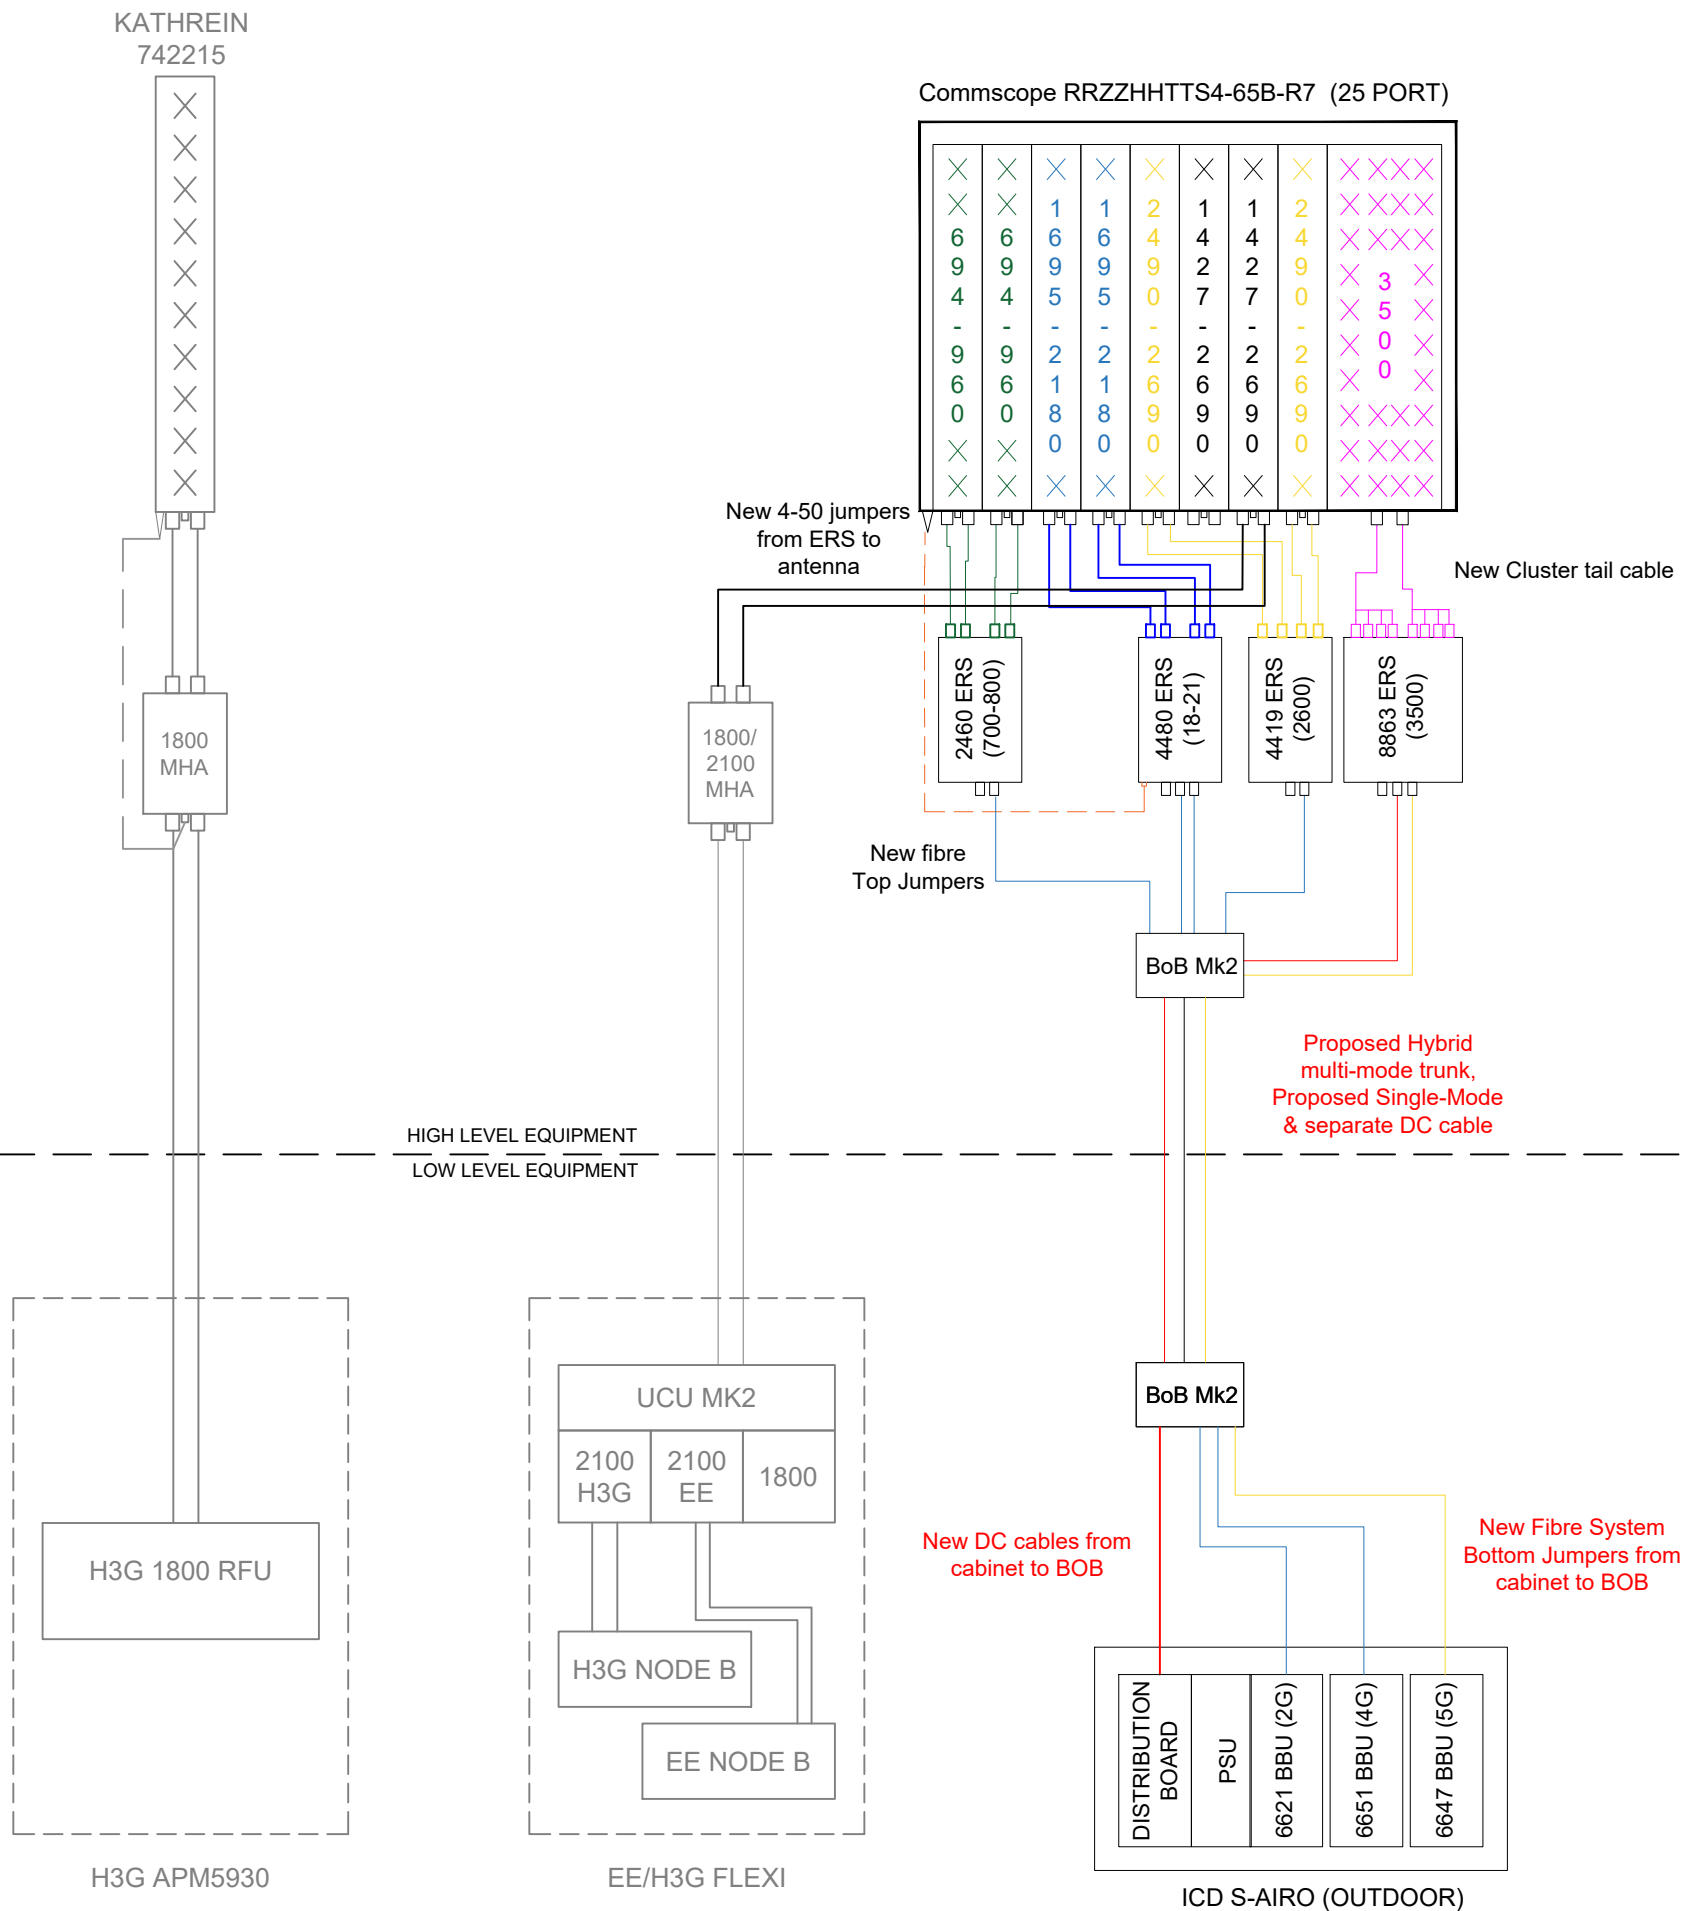 KATHREIN
742215
Commscope RRZZHHTTS4-65B-R7 (25 PORT)
694-960
694-960
1695-2180
1695-2180
2490-2690
1427-2690
1427-2690
2490-2690
3500
New 4-50 jumpers
from ERS to
antenna
New Cluster tail cable
1800
MHA
1800/
2100
MHA
2460 ERS
(700-800)
4480 ERS
(18-21)
4419 ERS
(2600)
8863 ERS
(3500)
New fibre
Top Jumpers
BoB Mk2
Proposed Hybrid
multi-mode trunk,
Proposed Single-Mode
& separate DC cable
HIGH LEVEL EQUIPMENT
LOW LEVEL EQUIPMENT
UCU MK2
2100
H3G
2100
EE
1800
BoB Mk2
H3G 1800 RFU
New DC cables from
cabinet to BOB
New Fibre System
Bottom Jumpers from
cabinet to BOB
H3G NODE B
EE NODE B
DISTRIBUTION
BOARD
PSU
6621 BBU (2G)
6651 BBU (4G)
6647 BBU (5G)
H3G APM5930
EE/H3G FLEXI
ICD S-AIRO (OUTDOOR)